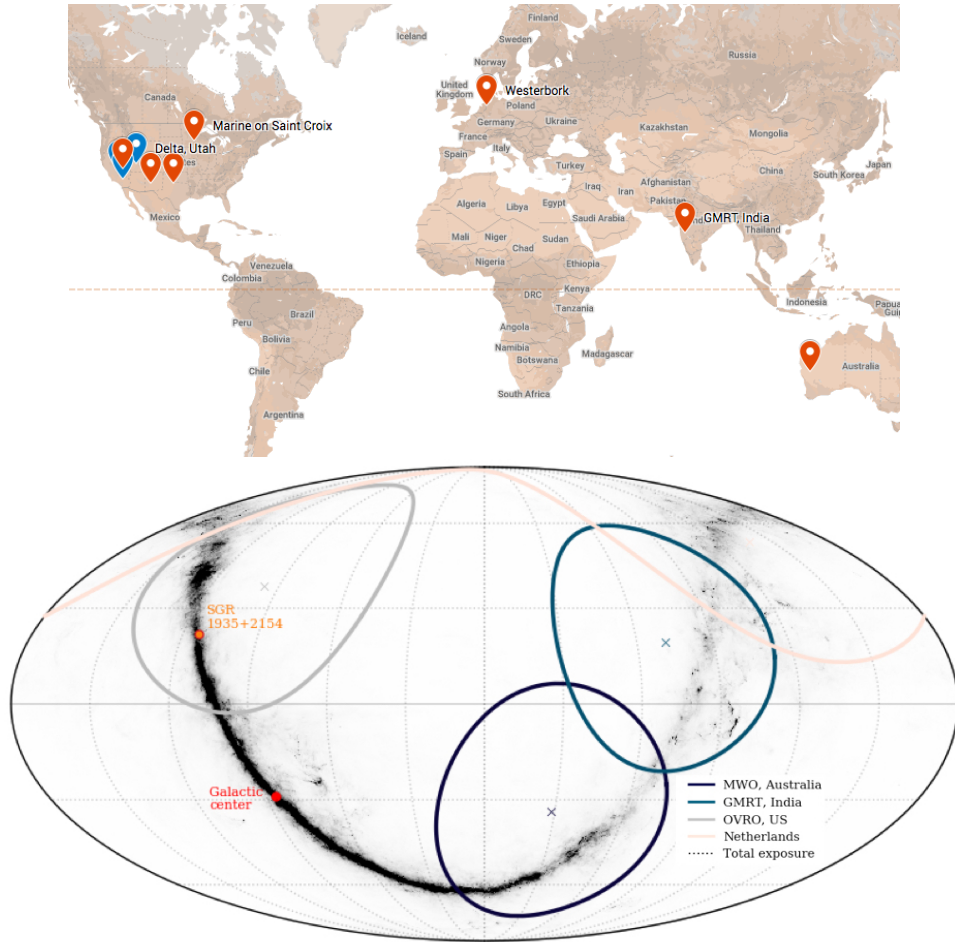 Iceland
Finland
Sweden
Norway
Russia
Canada
United
Kingdom
Westerbork
Poland
Marine on Saint Croix
Germany
Ukraine
France
Kazakhstan
Mongolia
Delta, Utah
tes
Spain
Italy
Turkey
Japan
China
South Korea
Iraq
Iran
Afghanistan
Pakistan
Mexico
Algeria
Libya
Egypt
Saudi Arabia
GMRT, India
nd
Thailand
Mali
Niger
Chad
Sudan
Nigeria
Ethiopia
Venezuela
Colombia
Kenya
DRC
Indonesia
Papua
Gui
Tanzania
Peru
Brazil
Angola
Bolivia
Namibia
Botswana
Madagascar
Chile
Australia
South Africa
Argentina
SGR
1935+2154
Galactic
center
MWO, Australia
GMRT, India
OVRO, US
Netherlands
Total exposure